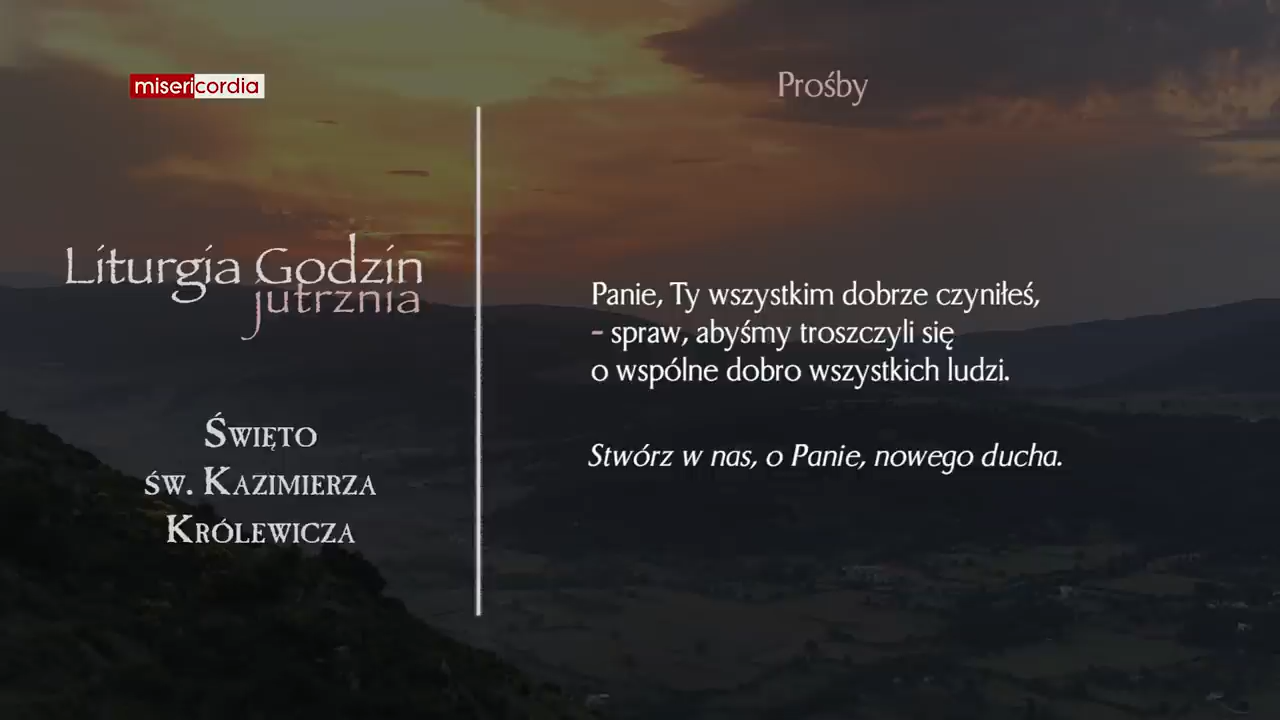 misericordia
Prośby
Liturgia Godzin
jutrznia
Święto
św. Kazimierza
Królewicza
Panie, Ty wszystkim dobrze czyniłeś,
- spraw, abyśmy troszczyli się
o wspólne dobro wszystkich ludzi.
Stwórz w nas, o Panie, nowego ducha.